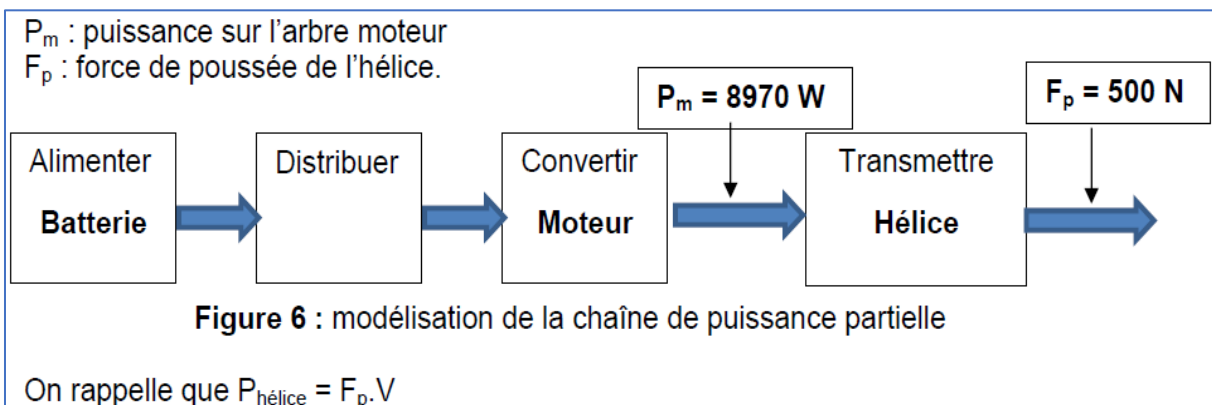 Pm : puissance sur l'arbre moteur
Fp : force de poussée de l'hélice.
Pm = 8970 W
Fp = 500 N
Alimenter
Batterie
Distribuer
Convertir
Moteur
Transmettre
Hélice
Figure 6 : modélisation de la chaîne de puissance partielle
On rappelle que Phélice = Fp.V